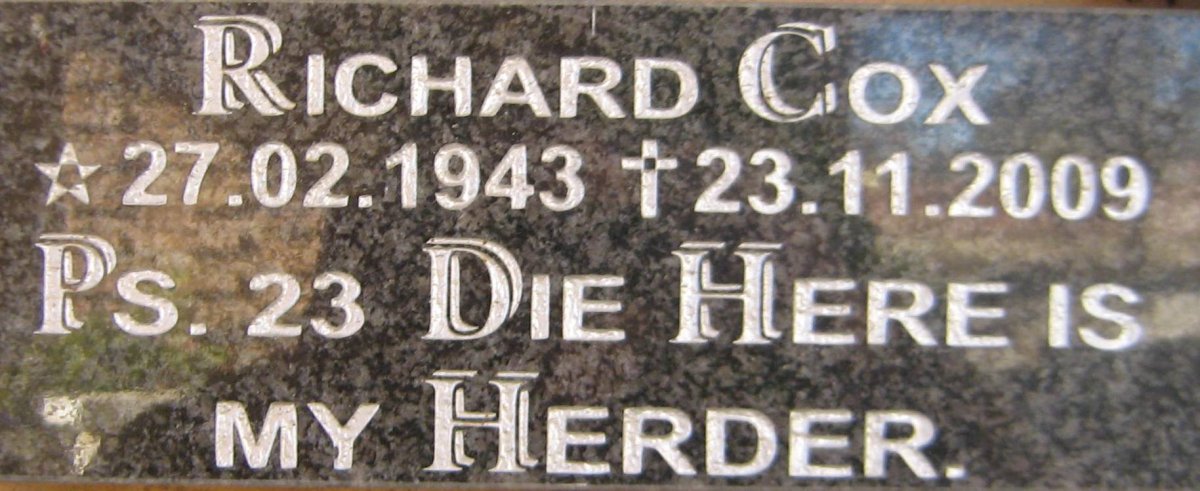 Richard Cox
☆ 27.02.1943 † 23.11.2009
Ps. 23 Die Here is
my Herder.